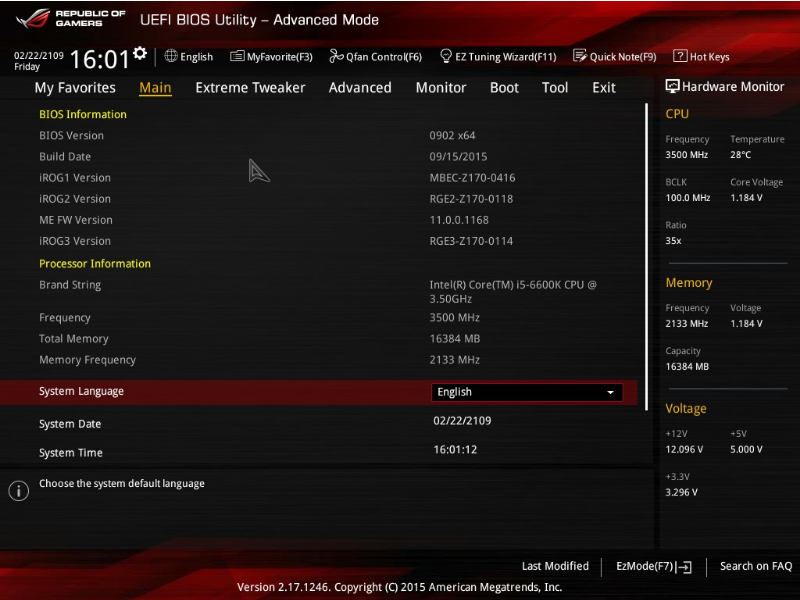 REPUBLIC OF
GAMERS
UEFI BIOS Utility – Advanced Mode
02/22/2109
Friday
16:01
English
MyFavorite(F3)
Qfan Control(F6)
EZ Tuning Wizard(F11)
Quick Note(F9)
? Hot Keys
My Favorites Main Extreme Tweaker Advanced Monitor Boot Tool Exit
BIOS Information
BIOS Version 0902 x64
Build Date 09/15/2015
iROG1 Version MBEC-Z170-0416
iROG2 Version RGE2-Z170-0118
ME FW Version 11.0.0.1168
iROG3 Version RGE3-Z170-0114
Processor Information
Brand String Intel(R) Core(TM) i5-6600K CPU @
3.50GHz
Frequency 3500 MHz
Total Memory 16384 MB
Memory Frequency 2133 MHz
System Language English
System Date 02/22/2109
System Time 16:01:12
i Choose the system default language
Hardware Monitor
CPU
Frequency Temperature
3500 MHz 28°C
BCLK Core Voltage
100.0 MHz 1.184 V
Ratio
35x
Memory
Frequency Voltage
2133 MHz 1.184 V
Capacity
16384 MB
Voltage
+12V +5V
12.096 V 5.000 V
+3.3V
3.296 V
Last Modified EzMode(F7) Search on FAQ
Version 2.17.1246. Copyright (C) 2015 American Megatrends, Inc.